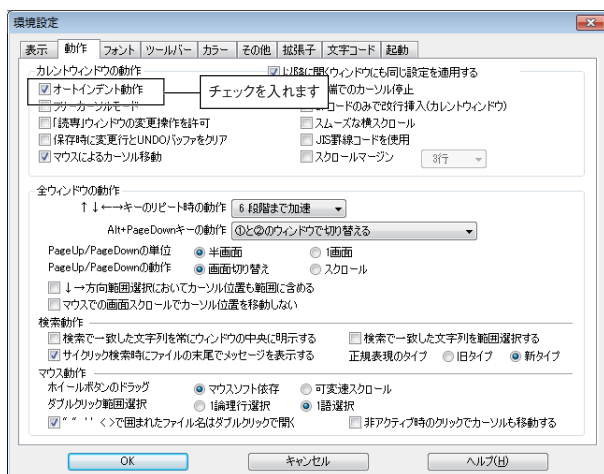 環境設定
表示 動作 フォント ツールバー カラー その他 拡張子 文字コード 起動
カレントウィンドウの動作 以降に開くウィンドウにも同じ設定を適用する
オートインデント動作 チェックを入れます 端でのカーソル停止
フリーカーソルモード コードのみで改行挿入(カレントウィンドウ)
「読専」ウィンドウの変更操作を許可 スムーズな横スクロール
保存時に変更行とUNDOバッファをクリア JIS罫線コードを使用
マウスによるカーソル移動 スクロールマージン 3行
全ウィンドウの動作
↑↓←→キーのリピート時の動作 6段階まで加速
Alt+PageDownキーの動作 ①と②のウィンドウで切り替える
PageUp/PageDownの単位 半画面 1画面
PageUp/PageDownの動作 画面切り替え スクロール
↓→方向範囲選択においてカーソル位置も範囲に含める
マウスでの画面スクロールでカーソル位置を移動しない
検索動作
検索で一致した文字列を常にウィンドウの中央に明示する 検索で一致した文字列を範囲選択する
サイクリック検索時にファイルの末尾でメッセージを表示する 正規表現のタイプ 旧タイプ 新タイプ
マウス動作
ホイールボタンのドラッグ マウスソフト依存 可変速スクロール
ダブルクリック範囲選択 1論理行選択 1語選択
" " ' ' < >で囲まれたファイル名はダブルクリックで開く 非アクティブ時のクリックでカーソルも移動する
OK キャンセル ヘルプ(H)